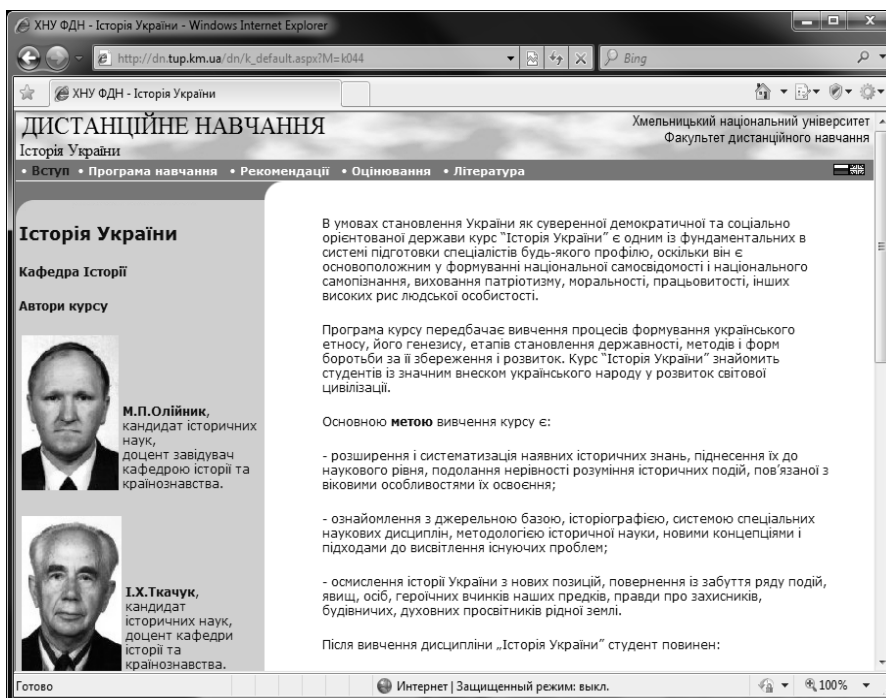 ХНУ ФДН - Історія України - Windows Internet Explorer
http://dn.tup.km.ua/dn/k_default.aspx?M=k044
Bing
ХНУ ФДН - Історія України
ДИСТАНЦІЙНЕ НАВЧАННЯ
Хмельницький національний університет
Історія України
Факультет дистанційного навчання
• Вступ • Програма навчання • Рекомендації • Оцінювання • Література
Історія України
Кафедра Історії
Автори курсу
М.П.Олійник,
кандидат історичних
наук,
доцент завідувач
кафедрою історії та
країнознавства.
І.Х.Ткачук,
кандидат
історичних наук,
доцент кафедри
історії та
країнознавства.
В умовах становлення України як суверенної демократичної та соціально
орієнтованої держави курс "Історія України" є одним із фундаментальних в
системі підготовки спеціалістів будь-якого профілю, оскільки він є
основоположним у формуванні національної самосвідомості і національного
самопізнання, виховання патріотизму, моральності, працьовитості, інших
високих рис людської особистості.
Програма курсу передбачає вивчення процесів формування українського
етносу, його генезису, етапів становлення державності, методів і форм
боротьби за її збереження і розвиток. Курс "Історія України" знайомить
студентів із значним внеском українського народу у розвиток світової
цивілізації.
Основною метою вивчення курсу є:
- розширення і систематизація наявних історичних знань, піднесення їх до
наукового рівня, подолання нерівності розуміння історичних подій, пов'язаної з
віковими особливостями їх освоєння;
- ознайомлення з джерельною базою, історіографією, системою спеціальних
наукових дисциплін, методологією історичної науки, новими концепціями і
підходами до висвітлення існуючих проблем;
- осмислення історії України з нових позицій, повернення із забуття ряду подій,
явищ, осіб, героїчних вчинків наших предків, правди про захисників,
будівничих, духовних просвітників рідної землі.
Після вивчення дисципліни „Історія України" студент повинен:
Готово
Интернет | Защищенный режим: выкл.
100%